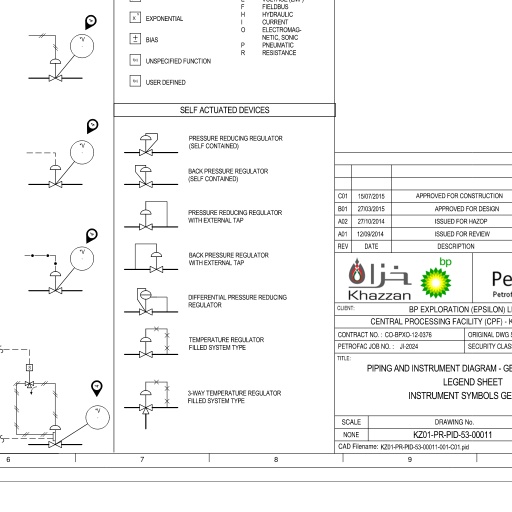 F FIELDBUS
H HYDRAULIC
I CURRENT
O ELECTROMAG-
NETIC, SONIC
P PNEUMATIC
R RESISTANCE
EXPONENTIAL
± BIAS
UNSPECIFIED FUNCTION
USER DEFINED
SELF ACTUATED DEVICES
PRESSURE REDUCING REGULATOR
(SELF CONTAINED)
BACK PRESSURE REGULATOR
(SELF CONTAINED)
PRESSURE REDUCING REGULATOR
WITH EXTERNAL TAP
BACK PRESSURE REGULATOR
WITH EXTERNAL TAP
DIFFERENTIAL PRESSURE REDUCING
REGULATOR
TEMPERATURE REGULATOR
FILLED SYSTEM TYPE
3-WAY TEMPERATURE REGULATOR
FILLED SYSTEM TYPE
C01 15/07/2015 APPROVED FOR CONSTRUCTION
B01 27/03/2015 APPROVED FOR DESIGN
A02 27/10/2014 ISSUED FOR HAZOP
A01 12/09/2014 ISSUED FOR REVIEW
REV DATE DESCRIPTION
خزان
Khazzan
bp
Pe
Petrof
CLIENT: BP EXPLORATION (EPSILON) LI
CENTRAL PROCESSING FACILITY (CPF) - K
CONTRACT NO. : CO-BPXO-12-0376 ORIGINAL DWG S
PETROFAC JOB NO. : JI-2024 SECURITY CLAS
TITLE:
PIPING AND INSTRUMENT DIAGRAM - GE
LEGEND SHEET
INSTRUMENT SYMBOLS GE
SCALE DRAWING No.
NONE KZ01-PR-PID-53-00011
CAD Filename: KZ01-PR-PID-53-00011-001-C01.pid
6 7 8 9